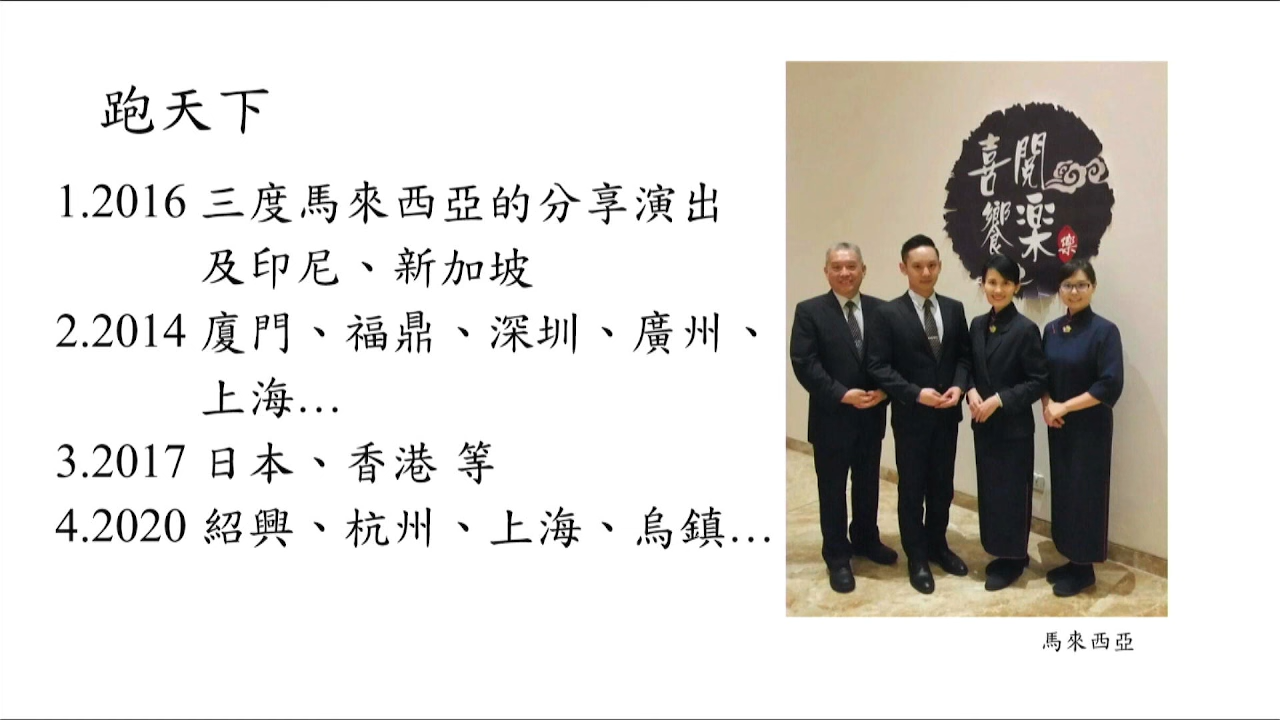 跑天下
1.2016 三度馬來西亞的分享演出
及印尼、新加坡
2.2014 廈門、福鼎、深圳、廣州、
上海...
3.2017 日本、香港 等
4.2020 紹興、杭州、上海、烏鎮...
喜閱
饗楽
樂
馬來西亞